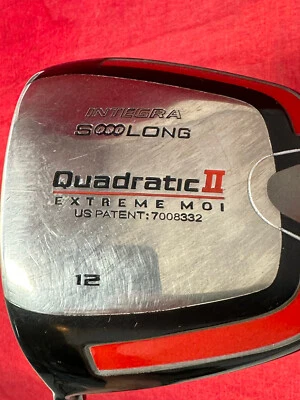 INTEGRA
SOOOLONG
Quadratic II
EXTREME MOI
US PATENT:7008332
12